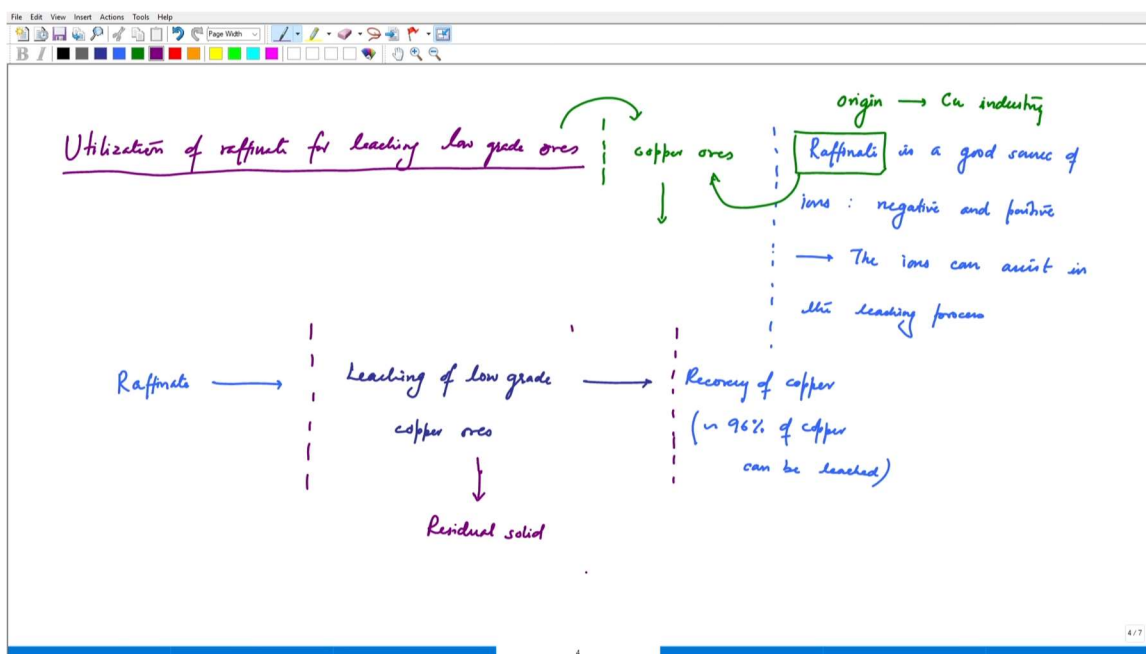 File Edit View Insert Actions Tools Help
Page Width
B I
origin → Cu industry
Utilization of raffinate for leaching low grade ores
copper ores
Raffinate is a good source of
ions : negative and positive
→ The ions can assist in
the leaching process
Raffinate →
Leaching of low grade
copper ores
→ Recovery of copper
(~ 96% of copper
can be leached)
Residual solid
4 / 7
4